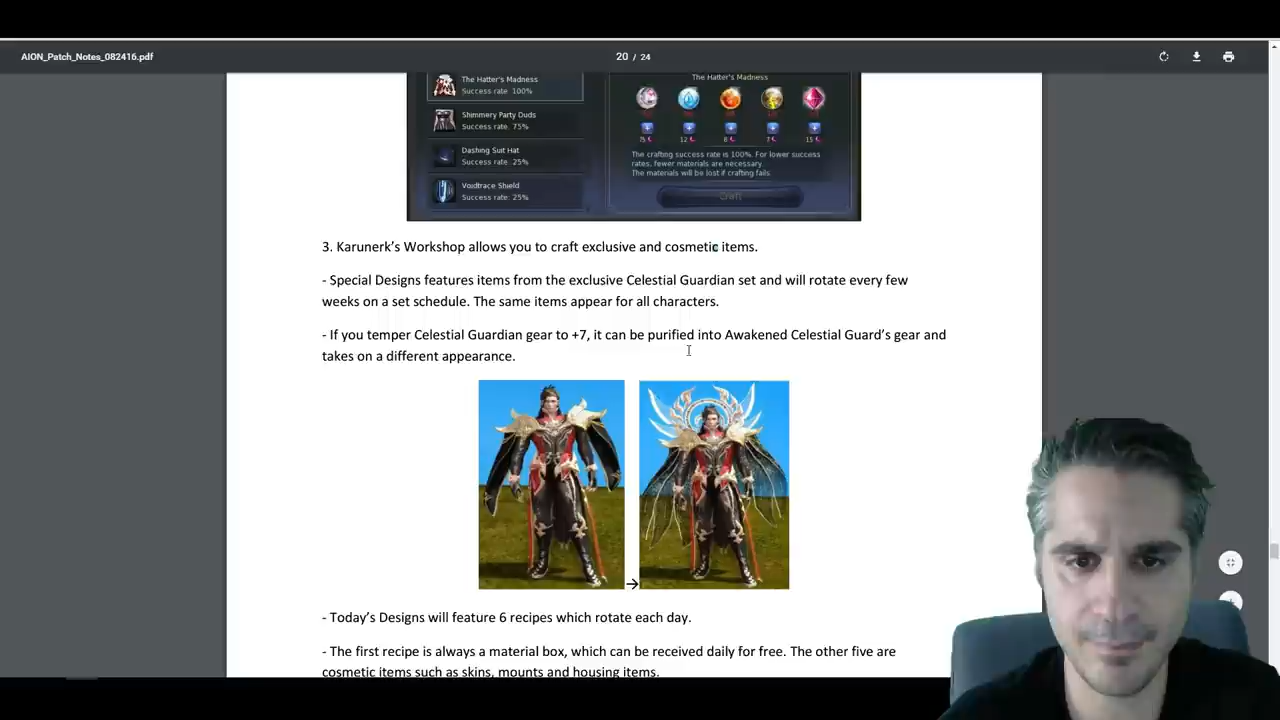 AION_Patch_Notes_082416.pdf
20 / 24
The Hatter's Madness
Success rate: 100%
Shimmery Party Duds
Success rate: 75%
Dashing Suit Hat
Success rate: 25%
Voidtrace Shield
Success rate: 25%
The Hatter's Madness
75 12 8 7 15
The crafting success rate is 100%. For lower success
rates, fewer materials are necessary.
The materials will be lost if crafting fails
Craft
3. Karunerk’s Workshop allows you to craft exclusive and cosmetic items.
- Special Designs features items from the exclusive Celestial Guardian set and will rotate every few
weeks on a set schedule. The same items appear for all characters.
- If you temper Celestial Guardian gear to +7, it can be purified into Awakened Celestial Guard’s gear and
takes on a different appearance.
- Today’s Designs will feature 6 recipes which rotate each day.
- The first recipe is always a material box, which can be received daily for free. The other five are
cosmetic items such as skins, mounts and housing items.